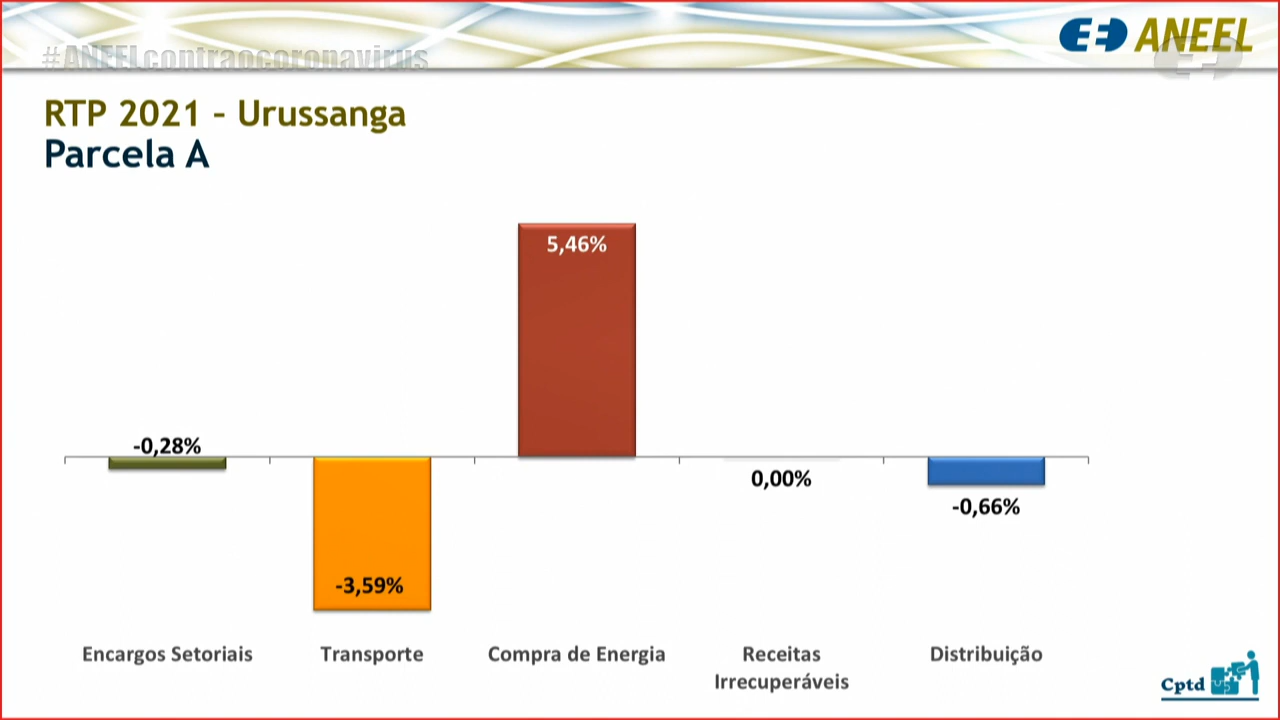 #ANEELcontraocoronavirus
ANEEL
RTP 2021 – Urussanga
Parcela A
5,46%
-0,28%
0,00%
-0,66%
-3,59%
Encargos Setoriais
Transporte
Compra de Energia
Receitas
Irrecuperáveis
Distribuição
Cptd